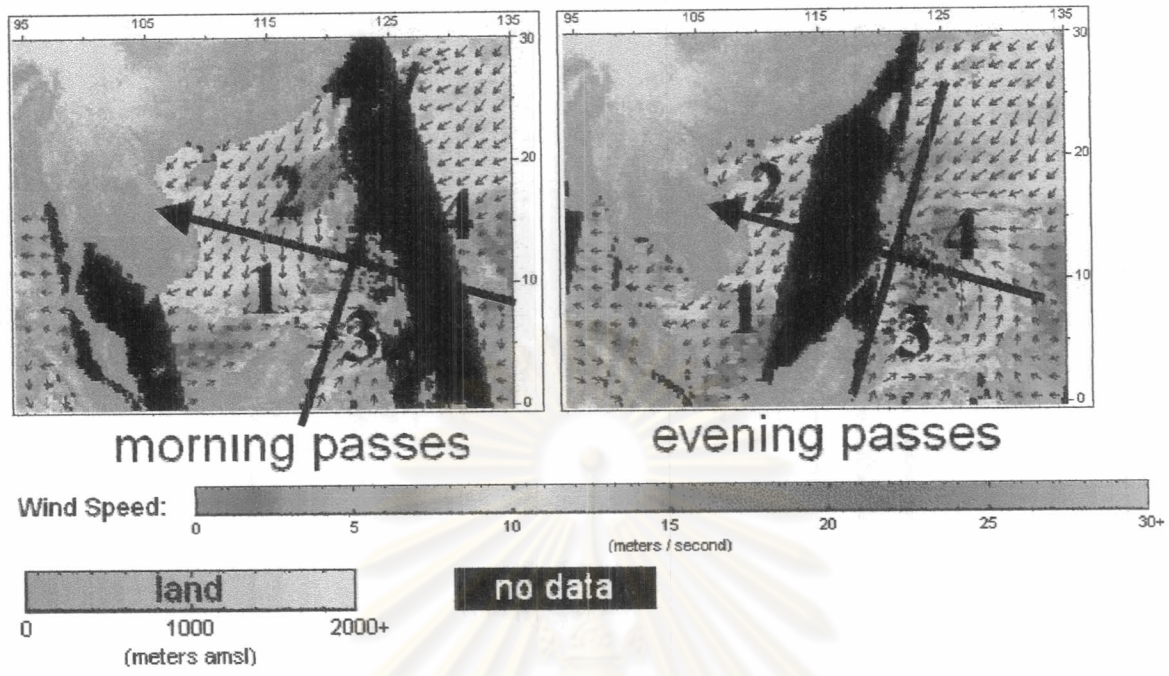 95 105 115 125 135
30
20
10
0
1
2
3
4
95 105 115 125 135
30
20
10
0
1
2
3
4
morning passes
evening passes
Wind Speed:
0 5 10 15 20 25 30+
(meters / second)
land
no data
0 1000 2000+
(meters amsl)